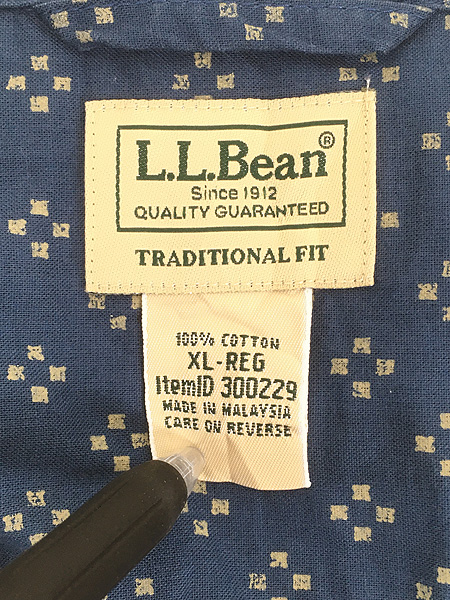 L.L.Bean®
Since 1912
QUALITY GUARANTEED
TRADITIONAL FIT
100% COTTON
XL-REG
ItemID 300229
MADE IN MALAYSIA
CARE ON REVERSE